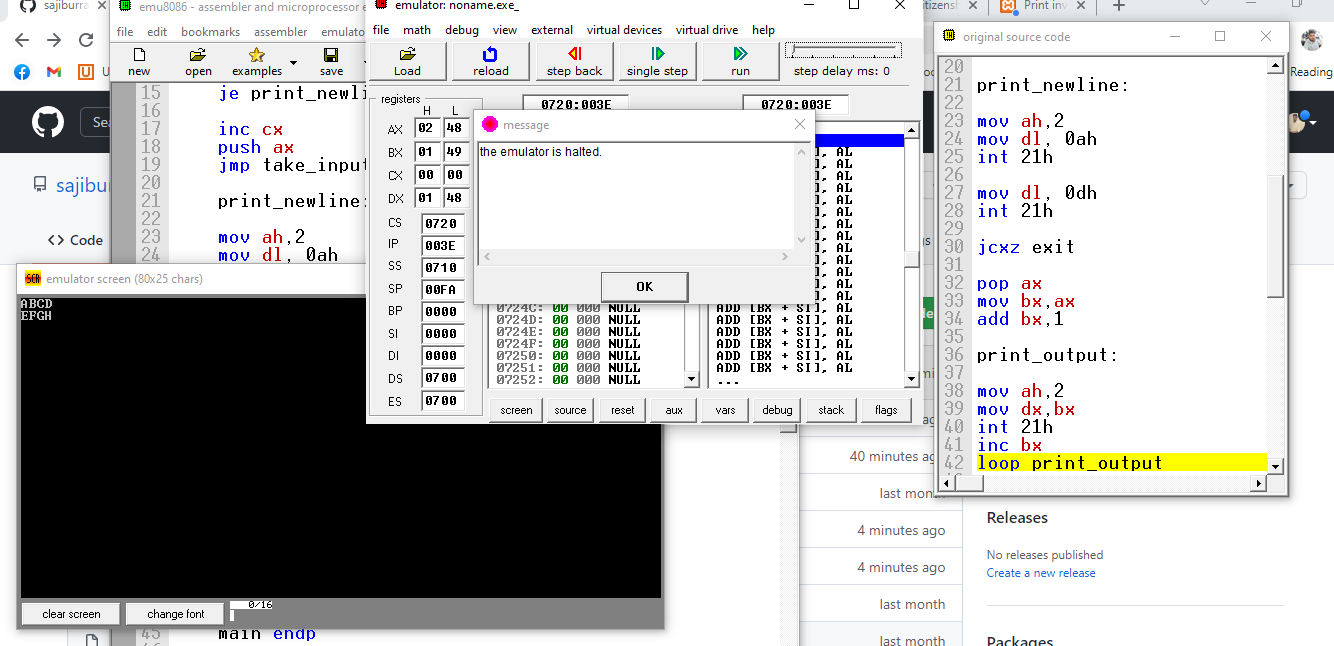 sajiburra
emu8086 - assembler and microprocessor e
file edit bookmarks assembler emulato
new open examples save
15 je print_newli
16
17 inc cx
18 push ax
19 jmp take_input
20
21 print_newline:
22
23 mov ah,2
24 mov dl, 0ah
Se
sajibur
Code
emulator: noname.exe_
file math debug view external virtual devices virtual drive help
Load reload step back single step run step delay ms: 0
registers
H L
0720:003E 0720:003E
AX 02 48
BX 01 49
CX 00 00
DX 01 48
CS 0720
IP 003E
SS 0710
SP 00FA
BP 0000
SI 0000
DI 0000
DS 0700
ES 0700
message
the emulator is halted.
OK
], AL
], AL
], AL
], AL
], AL
], AL
], AL
], AL
], AL
], AL
], AL
], AL
], AL
0724C: 00 000 NULL ADD [BX + SI], AL
0724D: 00 000 NULL ADD [BX + SI], AL
0724E: 00 000 NULL ADD [BX + SI], AL
0724F: 00 000 NULL ADD [BX + SI], AL
07250: 00 000 NULL ADD [BX + SI], AL
07251: 00 000 NULL ADD [BX + SI], AL
07252: 00 000 NULL ...
screen source reset aux vars debug stack flags
emulator screen (80x25 chars)
ABCD
EFGH
clear screen change font 0/16
45 main endp
itizensh
Print inv
Reading
original source code
20
21 print_newline:
22
23 mov ah,2
24 mov dl, 0ah
25 int 21h
26
27 mov dl, 0dh
28 int 21h
29
30 jcxz exit
31
32 pop ax
33 mov bx,ax
34 add bx,1
35
36 print_output:
37
38 mov ah,2
39 mov dx,bx
40 int 21h
41 inc bx
42 loop print_output
40 minutes ag
last month
4 minutes ago
4 minutes ago
last month
last month
Releases
No releases published
Create a new release
Packages